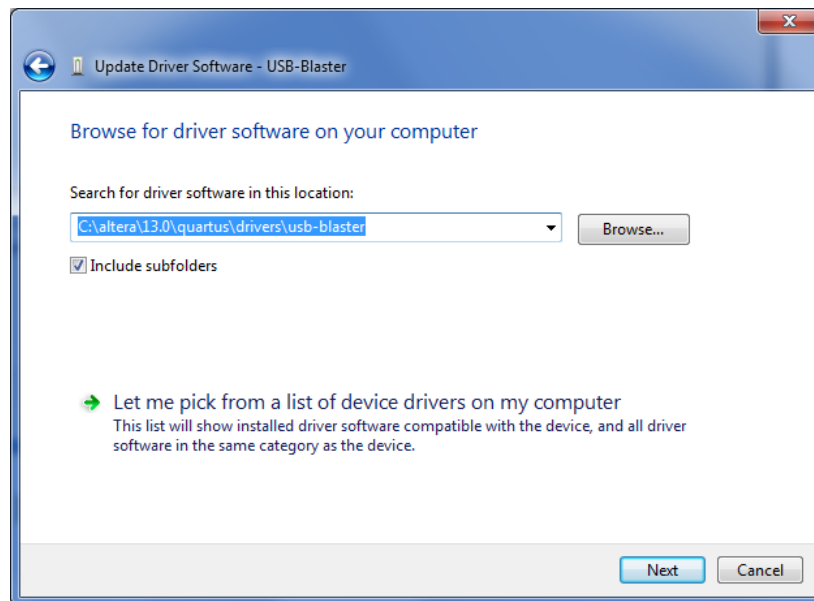 Update Driver Software - USB-Blaster
Browse for driver software on your computer
Search for driver software in this location:
C:\altera\13.0\quartus\drivers\usb-blaster
Browse...
Include subfolders
Let me pick from a list of device drivers on my computer
This list will show installed driver software compatible with the device, and all driver
software in the same category as the device.
Next
Cancel